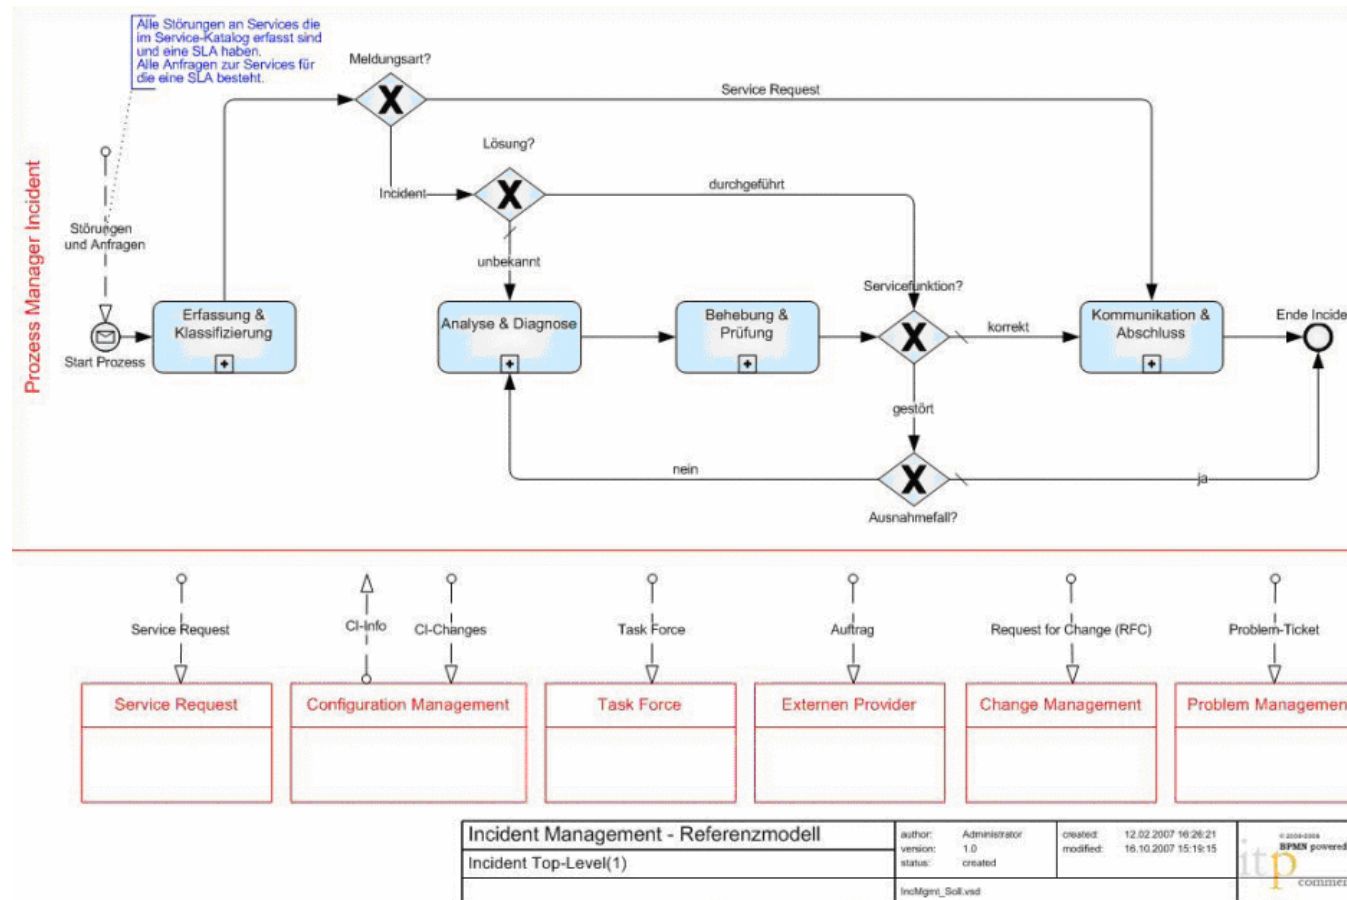 Alle Störungen an Services die
im Service-Katalog erfasst sind
und eine SLA haben.
Alle Anfragen zur Services für
die eine SLA besteht.
Meldungsart?
Service Request
Lösung?
Incident
durchgeführt
Prozess Manager Incident
Störungen
und Anfragen
unbekannt
Servicefunktion?
Erfassung &
Klassifizierung
Analyse & Diagnose
Behebung &
Prüfung
korrekt
Kommunikation &
Abschluss
Ende Incide
Start Prozess
gestört
nein
ja
Ausnahmefall?
Service Request
CI-Info
CI-Changes
Task Force
Auftrag
Request for Change (RFC)
Problem-Ticket
Service Request
Configuration Management
Task Force
Externen Provider
Change Management
Problem Managemen
Incident Management - Referenzmodell
Incident Top-Level(1)
author: Administrator
version: 1.0
status: created
created: 12.02.2007 16:26:21
modified: 16.10.2007 15:19:15
IncMgmt_Soll.vsd
BPMN powered
itp
commer